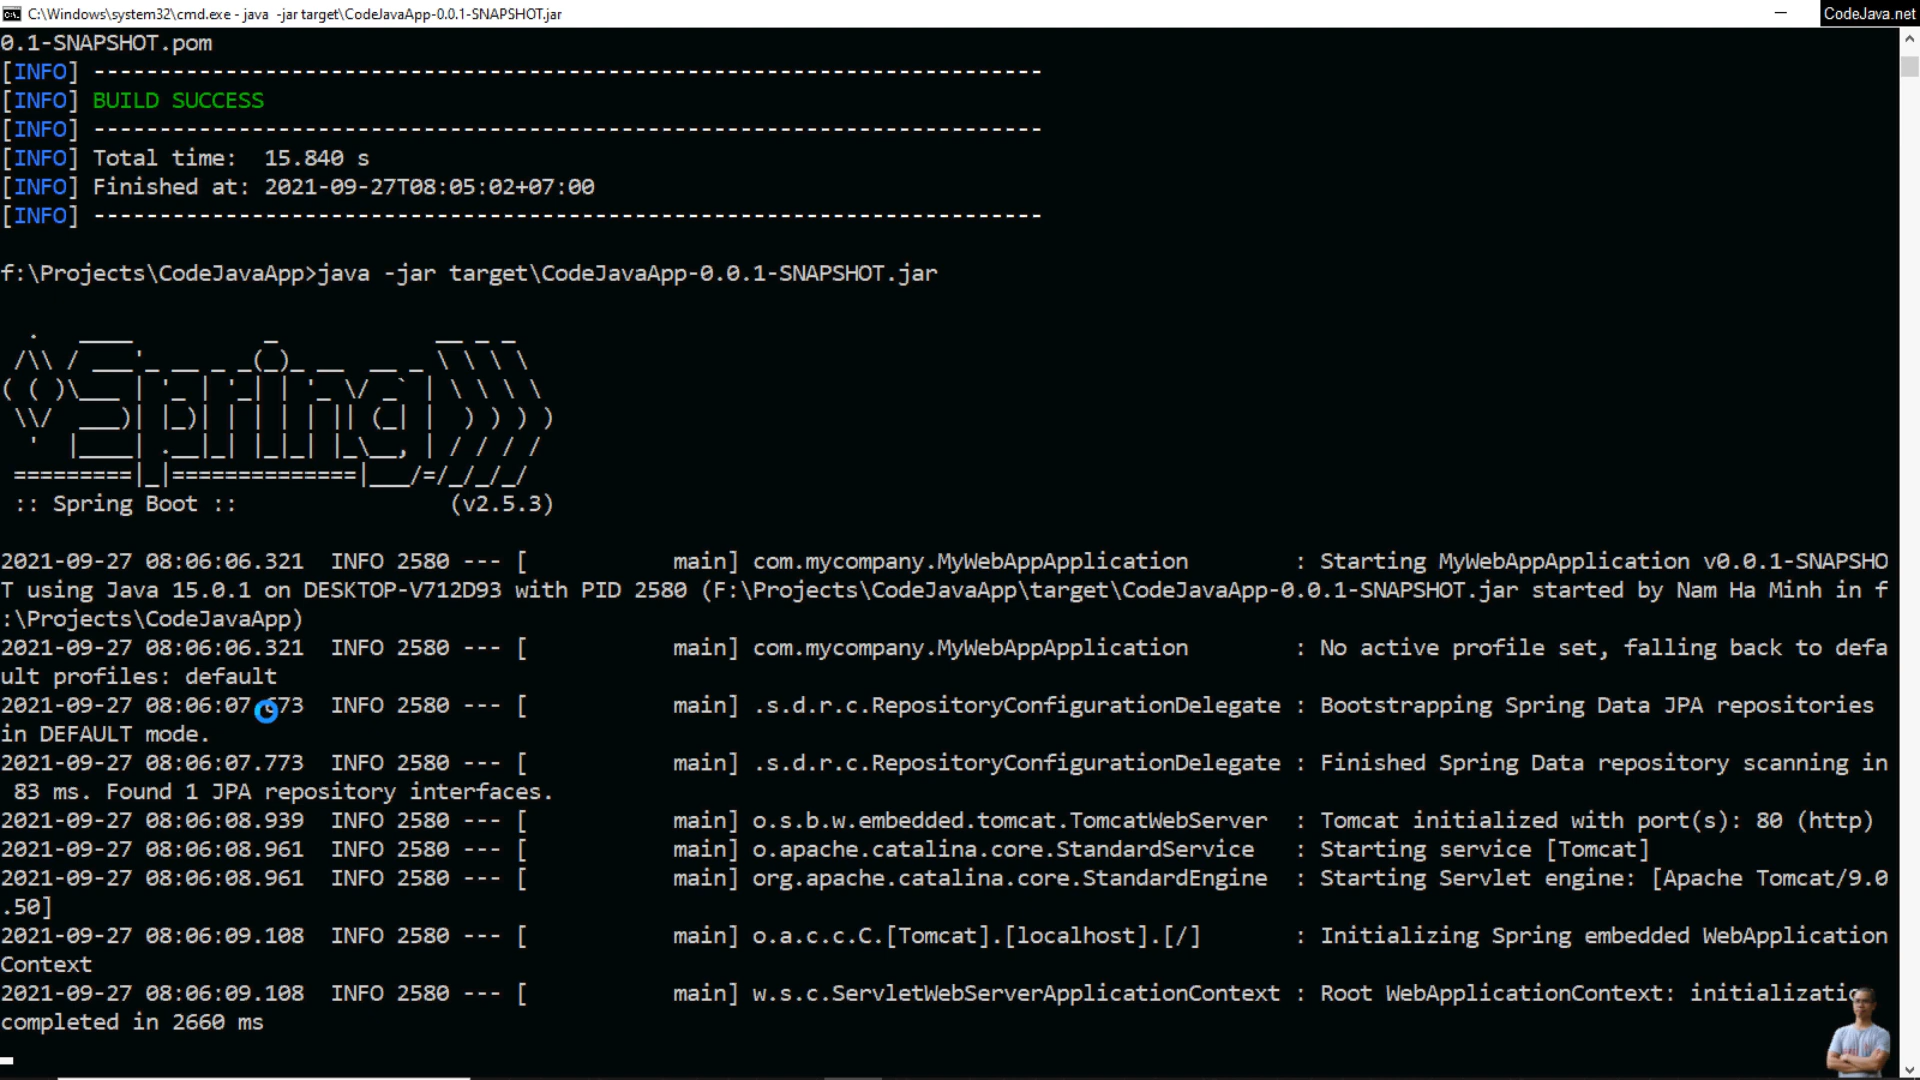 C:\Windows\system32\cmd.exe - java  -jar target\CodeJavaApp-0.0.1-SNAPSHOT.jar
CodeJava.net
0.1-SNAPSHOT.pom
[INFO] ------------------------------------------------------------------------
[INFO] BUILD SUCCESS
[INFO] ------------------------------------------------------------------------
[INFO] Total time:  15.840 s
[INFO] Finished at: 2021-09-27T08:05:02+07:00
[INFO] ------------------------------------------------------------------------
f:\Projects\CodeJavaApp>java -jar target\CodeJavaApp-0.0.1-SNAPSHOT.jar
Spring
:: Spring Boot ::                (v2.5.3)
2021-09-27 08:06:06.321  INFO 2580 --- [           main] com.mycompany.MyWebAppApplication        : Starting MyWebAppApplication v0.0.1-SNAPSHO
T using Java 15.0.1 on DESKTOP-V712D93 with PID 2580 (F:\Projects\CodeJavaApp\target\CodeJavaApp-0.0.1-SNAPSHOT.jar started by Nam Ha Minh in f
:\Projects\CodeJavaApp)
2021-09-27 08:06:06.321  INFO 2580 --- [           main] com.mycompany.MyWebAppApplication        : No active profile set, falling back to defa
ult profiles: default
2021-09-27 08:06:07.673  INFO 2580 --- [           main] .s.d.r.c.RepositoryConfigurationDelegate : Bootstrapping Spring Data JPA repositories
in DEFAULT mode.
2021-09-27 08:06:07.773  INFO 2580 --- [           main] .s.d.r.c.RepositoryConfigurationDelegate : Finished Spring Data repository scanning in
 83 ms. Found 1 JPA repository interfaces.
2021-09-27 08:06:08.939  INFO 2580 --- [           main] o.s.b.w.embedded.tomcat.TomcatWebServer  : Tomcat initialized with port(s): 80 (http)
2021-09-27 08:06:08.961  INFO 2580 --- [           main] o.apache.catalina.core.StandardService   : Starting service [Tomcat]
2021-09-27 08:06:08.961  INFO 2580 --- [           main] org.apache.catalina.core.StandardEngine  : Starting Servlet engine: [Apache Tomcat/9.0
.50]
2021-09-27 08:06:09.108  INFO 2580 --- [           main] o.a.c.c.C.[Tomcat].[localhost].[/]       : Initializing Spring embedded WebApplication
Context
2021-09-27 08:06:09.108  INFO 2580 --- [           main] w.s.c.ServletWebServerApplicationContext : Root WebApplicationContext: initialization
completed in 2660 ms